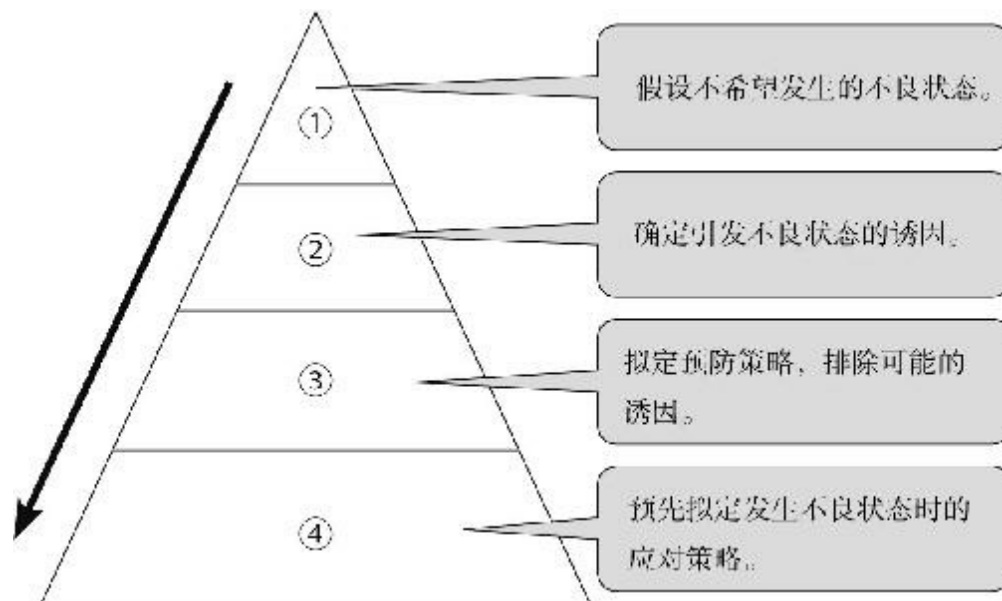 ①
假设不希望发生的不良状态。
②
确定引发不良状态的诱因。
③
拟定预防策略，排除可能的
诱因。
④
预先拟定发生不良状态时的
应对策略。